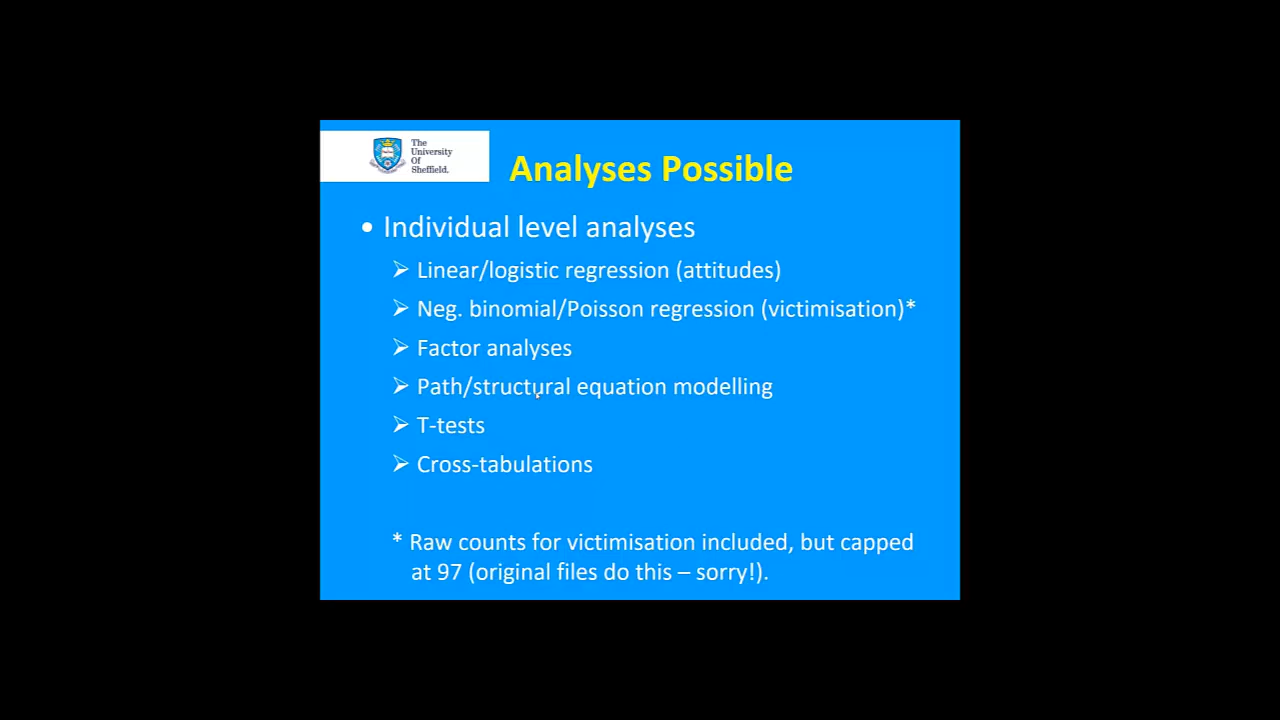 The
University
Of
Sheffield.
Analyses Possible
• Individual level analyses
➢ Linear/logistic regression (attitudes)
➢ Neg. binomial/Poisson regression (victimisation)*
➢ Factor analyses
➢ Path/structural equation modelling
➢ T-tests
➢ Cross-tabulations
* Raw counts for victimisation included, but capped
at 97 (original files do this – sorry!).